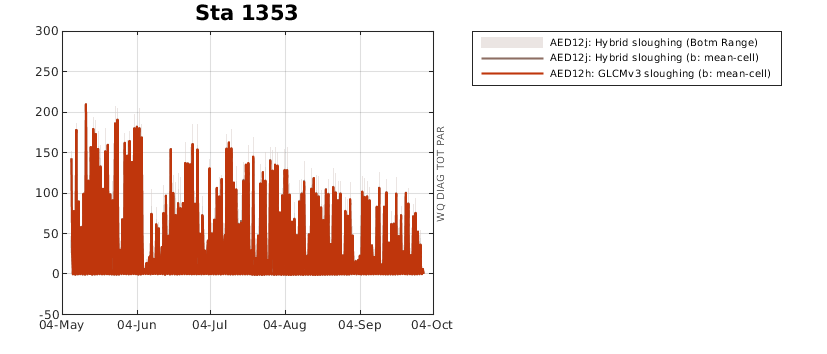 Sta 1353
300
250
200
150
100
50
0
-50
04-May
04-Jun
04-Jul
04-Aug
04-Sep
04-Oct
WQ DIAG TOT PAR
AED12j: Hybrid sloughing (Botm Range)
AED12j: Hybrid sloughing (b: mean-cell)
AED12h: GLCMv3 sloughing (b: mean-cell)